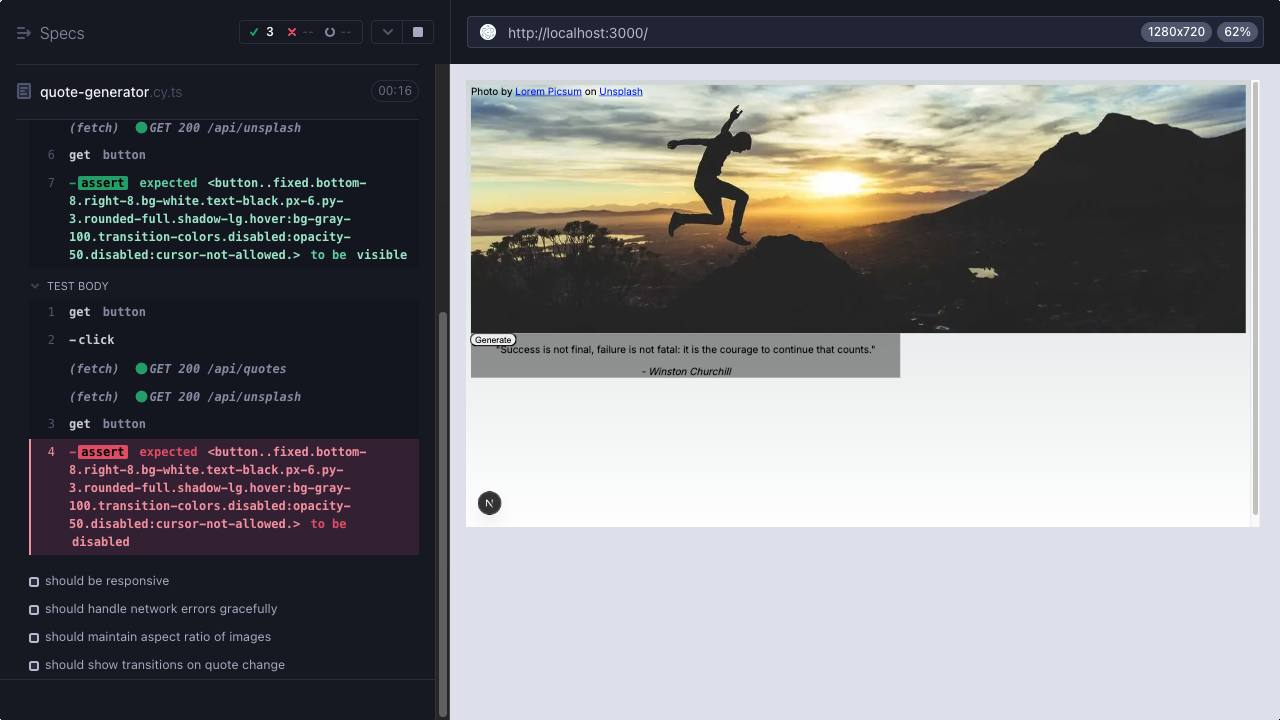 Specs
3
--
--
quote-generator.cy.ts
00:16
(fetch) GET 200 /api/unsplash
6 get button
7 -assert expected <button..fixed.bottom-
8.right-8.bg-white.text-black.px-6.py-
3.rounded-full.shadow-lg.hover:bg-gray-
100.transition-colors.disabled:opacity-
50.disabled:cursor-not-allowed.> to be visible
TEST BODY
1 get button
2 -click
(fetch) GET 200 /api/quotes
(fetch) GET 200 /api/unsplash
3 get button
4 -assert expected <button..fixed.bottom-
8.right-8.bg-white.text-black.px-6.py-
3.rounded-full.shadow-lg.hover:bg-gray-
100.transition-colors.disabled:opacity-
50.disabled:cursor-not-allowed.> to be
disabled
should be responsive
should handle network errors gracefully
should maintain aspect ratio of images
should show transitions on quote change
http://localhost:3000/
1280x720
62%
Photo by Lorem Picsum on Unsplash
Generate
"Success is not final, failure is not fatal: it is the courage to continue that counts."
- Winston Churchill
N